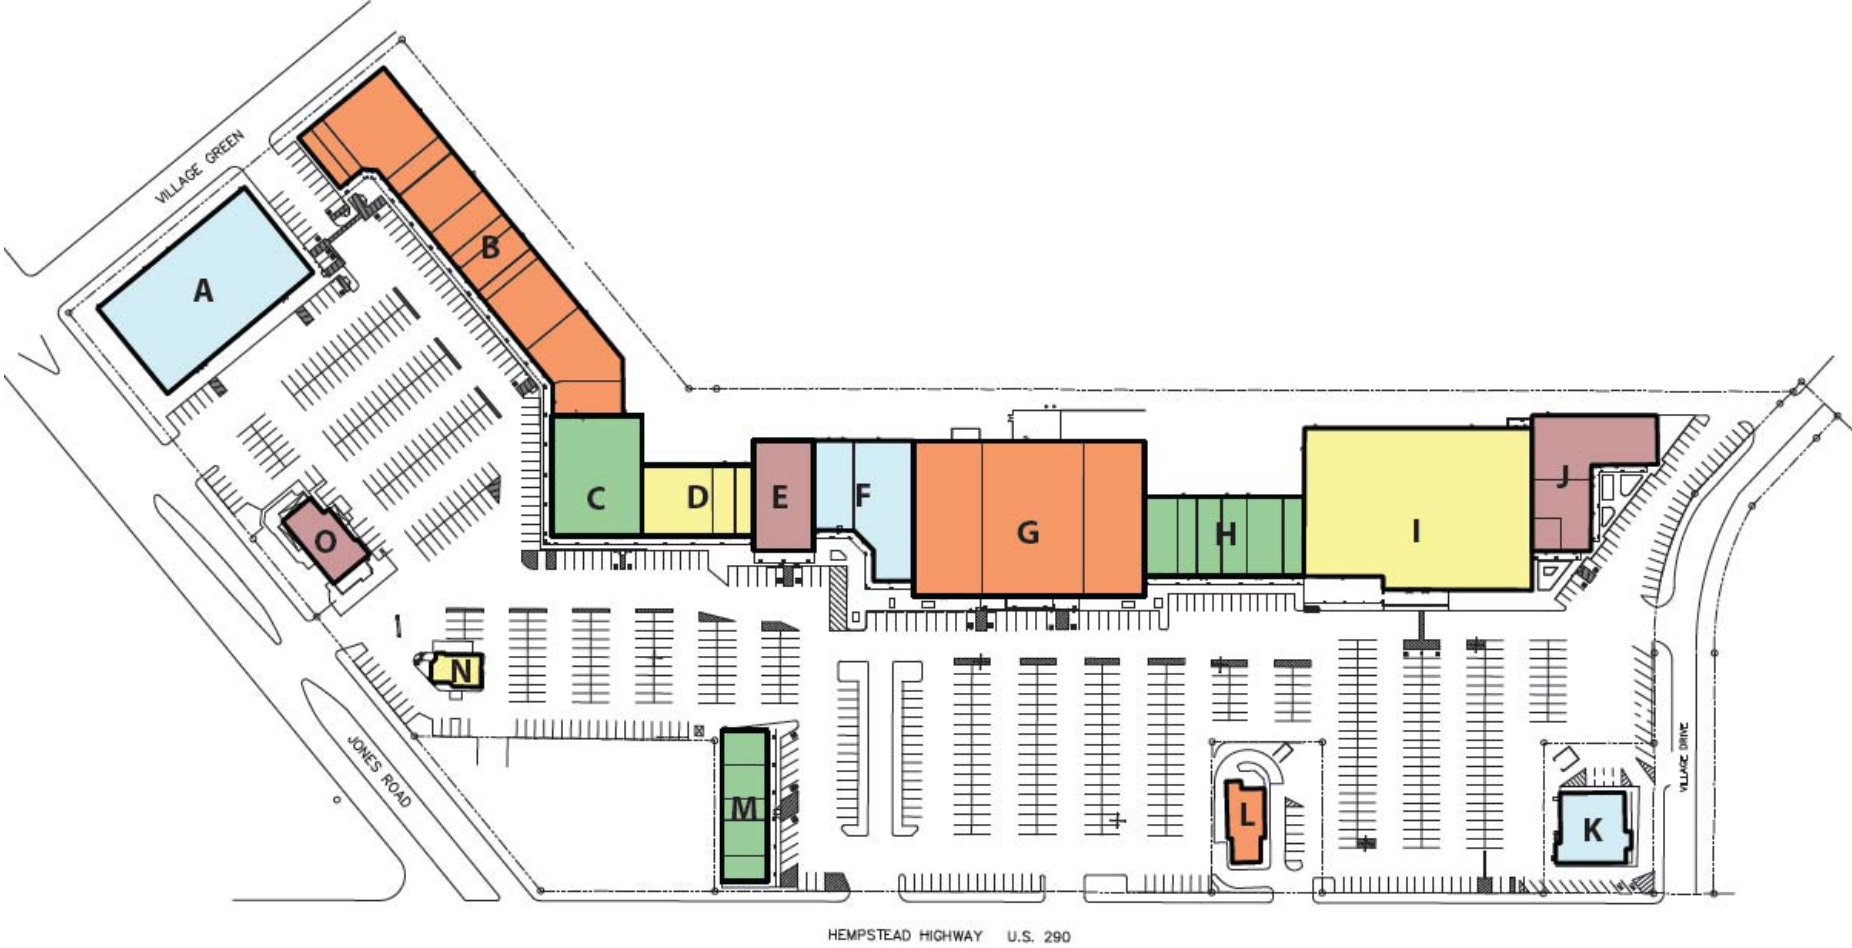 VILLAGE GREEN
A
B
C
D
E
F
G
H
I
J
O
N
M
L
K
JONES ROAD
VILLAGE DRIVE
HEMPSTEAD HIGHWAY U.S. 290